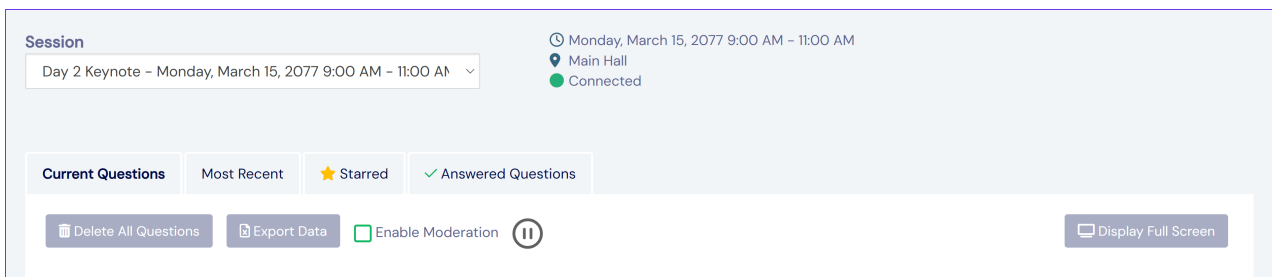 Session
Day 2 Keynote - Monday, March 15, 2077 9:00 AM - 11:00 AM
Monday, March 15, 2077 9:00 AM - 11:00 AM
Main Hall
Connected
Current Questions
Most Recent
Starred
Answered Questions
Delete All Questions
Export Data
Enable Moderation
Display Full Screen